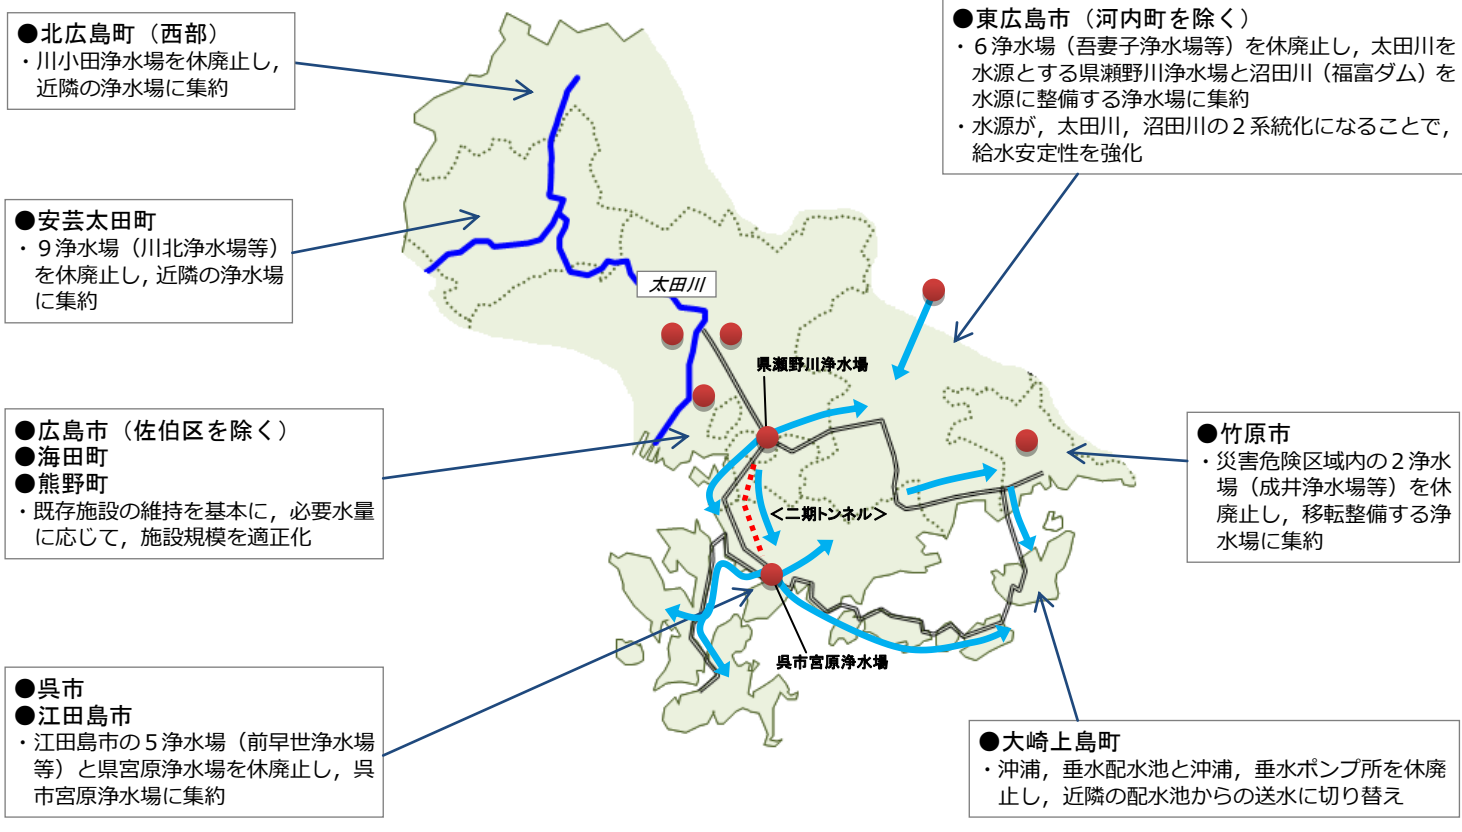 ●北広島町（西部）
・川小田浄水場を休廃止し，
近隣の浄水場に集約
●安芸太田町
・９浄水場（川北浄水場等）
を休廃止し，近隣の浄水場
に集約
●広島市（佐伯区を除く）
●海田町
●熊野町
・既存施設の維持を基本に，必要水量
に応じて，施設規模を適正化
●呉市
●江田島市
・江田島市の５浄水場（前早世浄水場
等）と県宮原浄水場を休廃止し，呉
市宮原浄水場に集約
太田川
県瀬野川浄水場
＜二期トンネル＞
呉市宮原浄水場
●東広島市（河内町を除く）
・６浄水場（吾妻子浄水場等）を休廃止し，太田川を
水源とする県瀬野川浄水場と沼田川（福富ダム）を
水源に整備する浄水場に集約
・水源が，太田川，沼田川の２系統化になることで，
給水安定性を強化
●竹原市
・災害危険区域内の２浄水
場（成井浄水場等）を休
廃止し，移転整備する浄
水場に集約
●大崎上島町
・沖浦，垂水配水池と沖浦，垂水ポンプ所を休廃
止し，近隣の配水池からの送水に切り替え